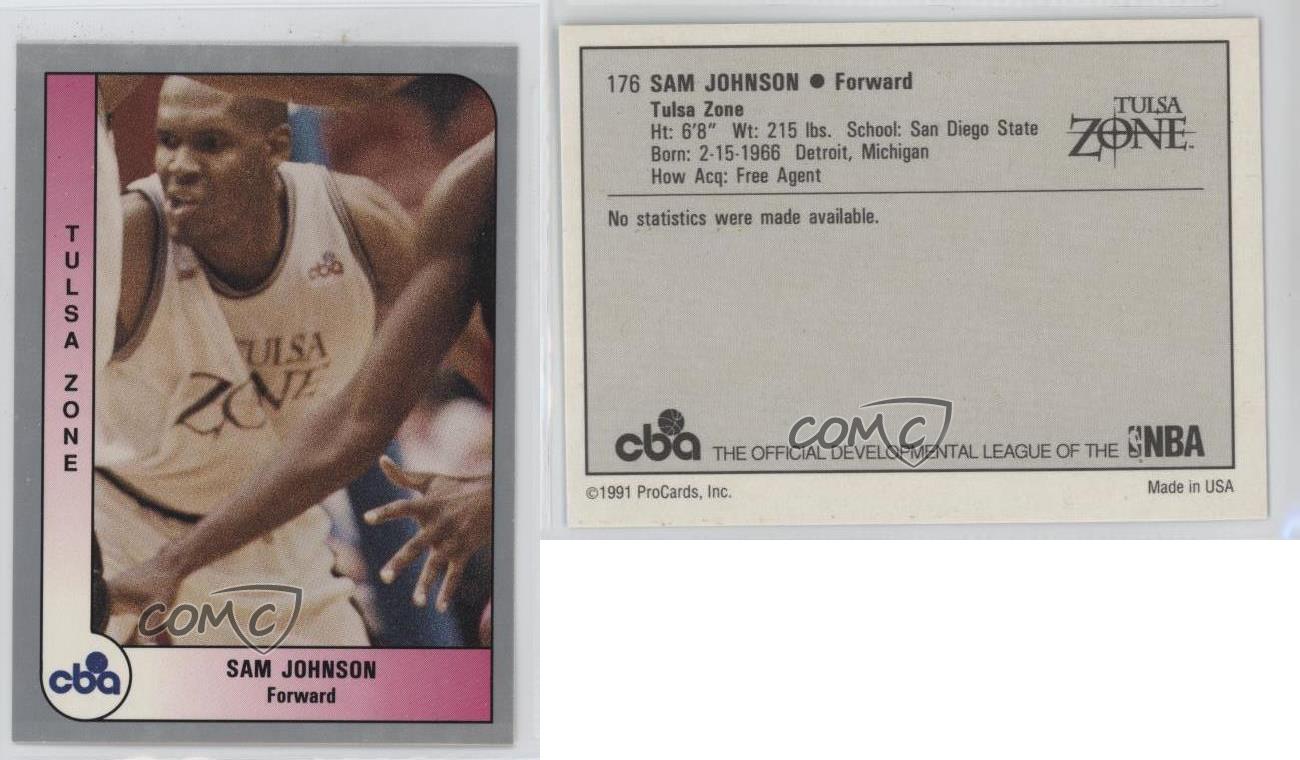 TULSA ZONE
cba
TULSA
ZONE
COMC
cba
SAM JOHNSON
Forward
176 SAM JOHNSON ● Forward
Tulsa Zone
Ht: 6'8" Wt: 215 lbs. School: San Diego State
Born: 2-15-1966 Detroit, Michigan
How Acq: Free Agent
TULSA
ZONE™
No statistics were made available.
COMC
cba THE OFFICIAL DEVELOPMENTAL LEAGUE OF THE NBA
©1991 ProCards, Inc.
Made in USA